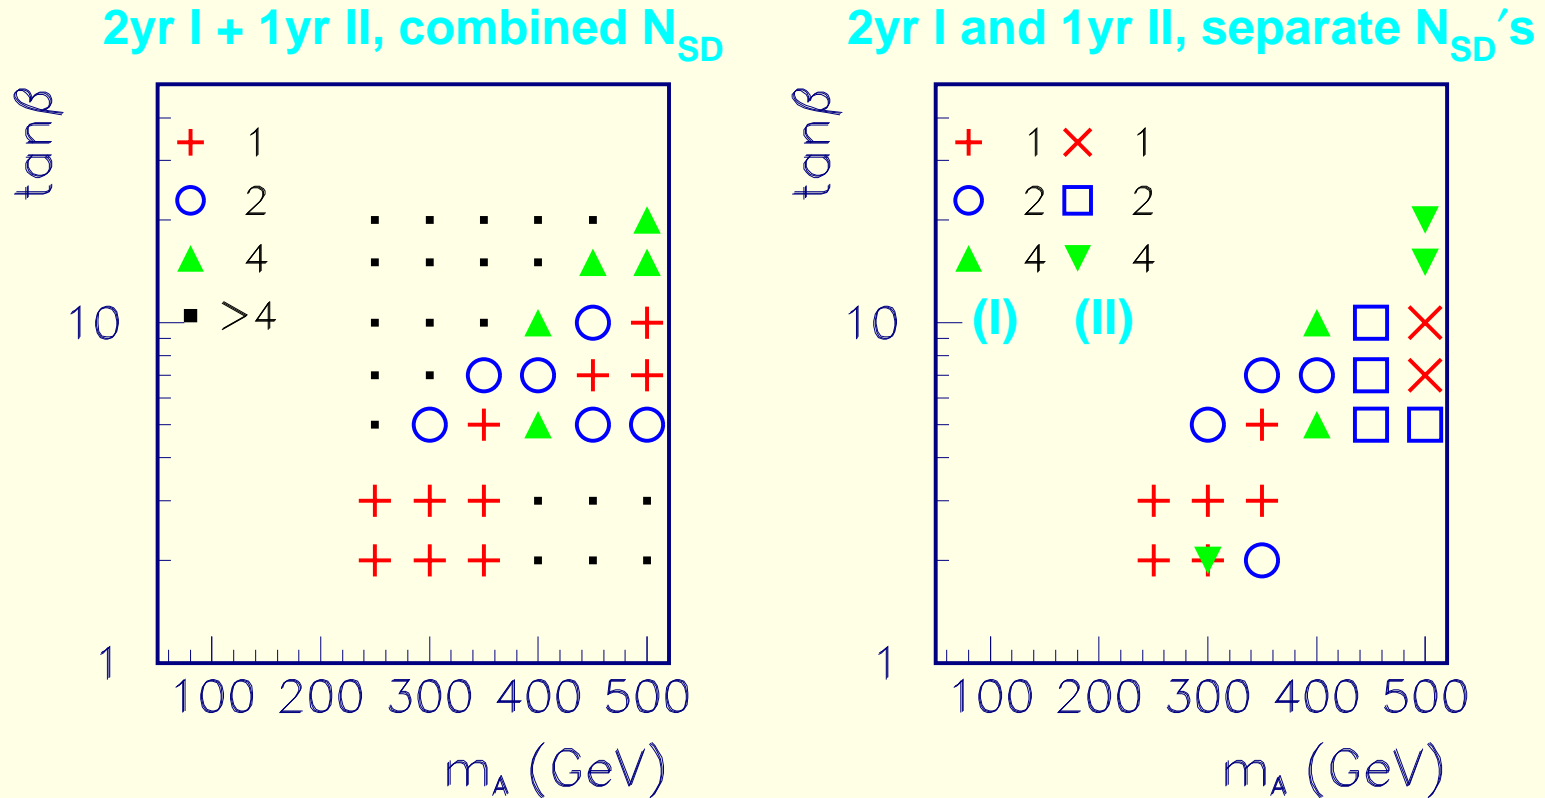 2yr I + 1yr II, combined N_SD
tanβ
1
2
4
>4
10
1
100 200 300 400 500
m_A (GeV)
2yr I and 1yr II, separate N_SD′s
tanβ
1 1
2 2
4 4
(I) (II)
10
1
100 200 300 400 500
m_A (GeV)